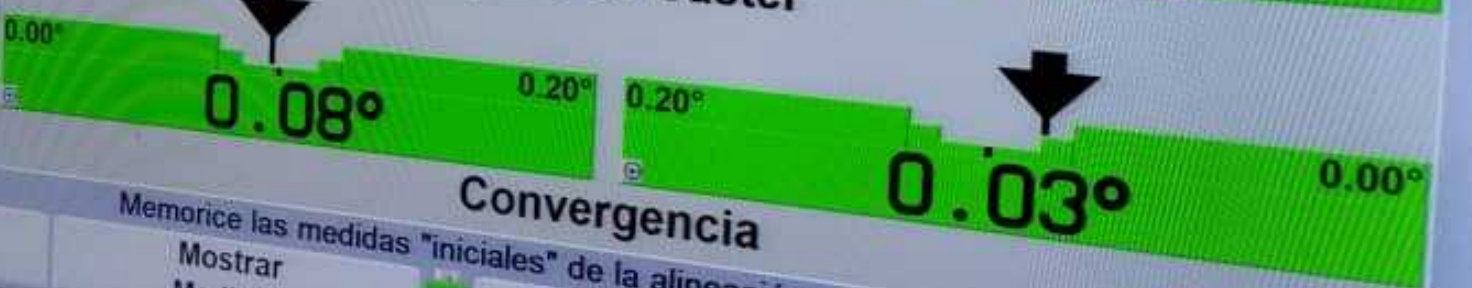 0.00° 0.20° 0.20° 0.00°
0.08° 0.03°
Convergencia
Memorice las medidas "iniciales" de la
Mostrar